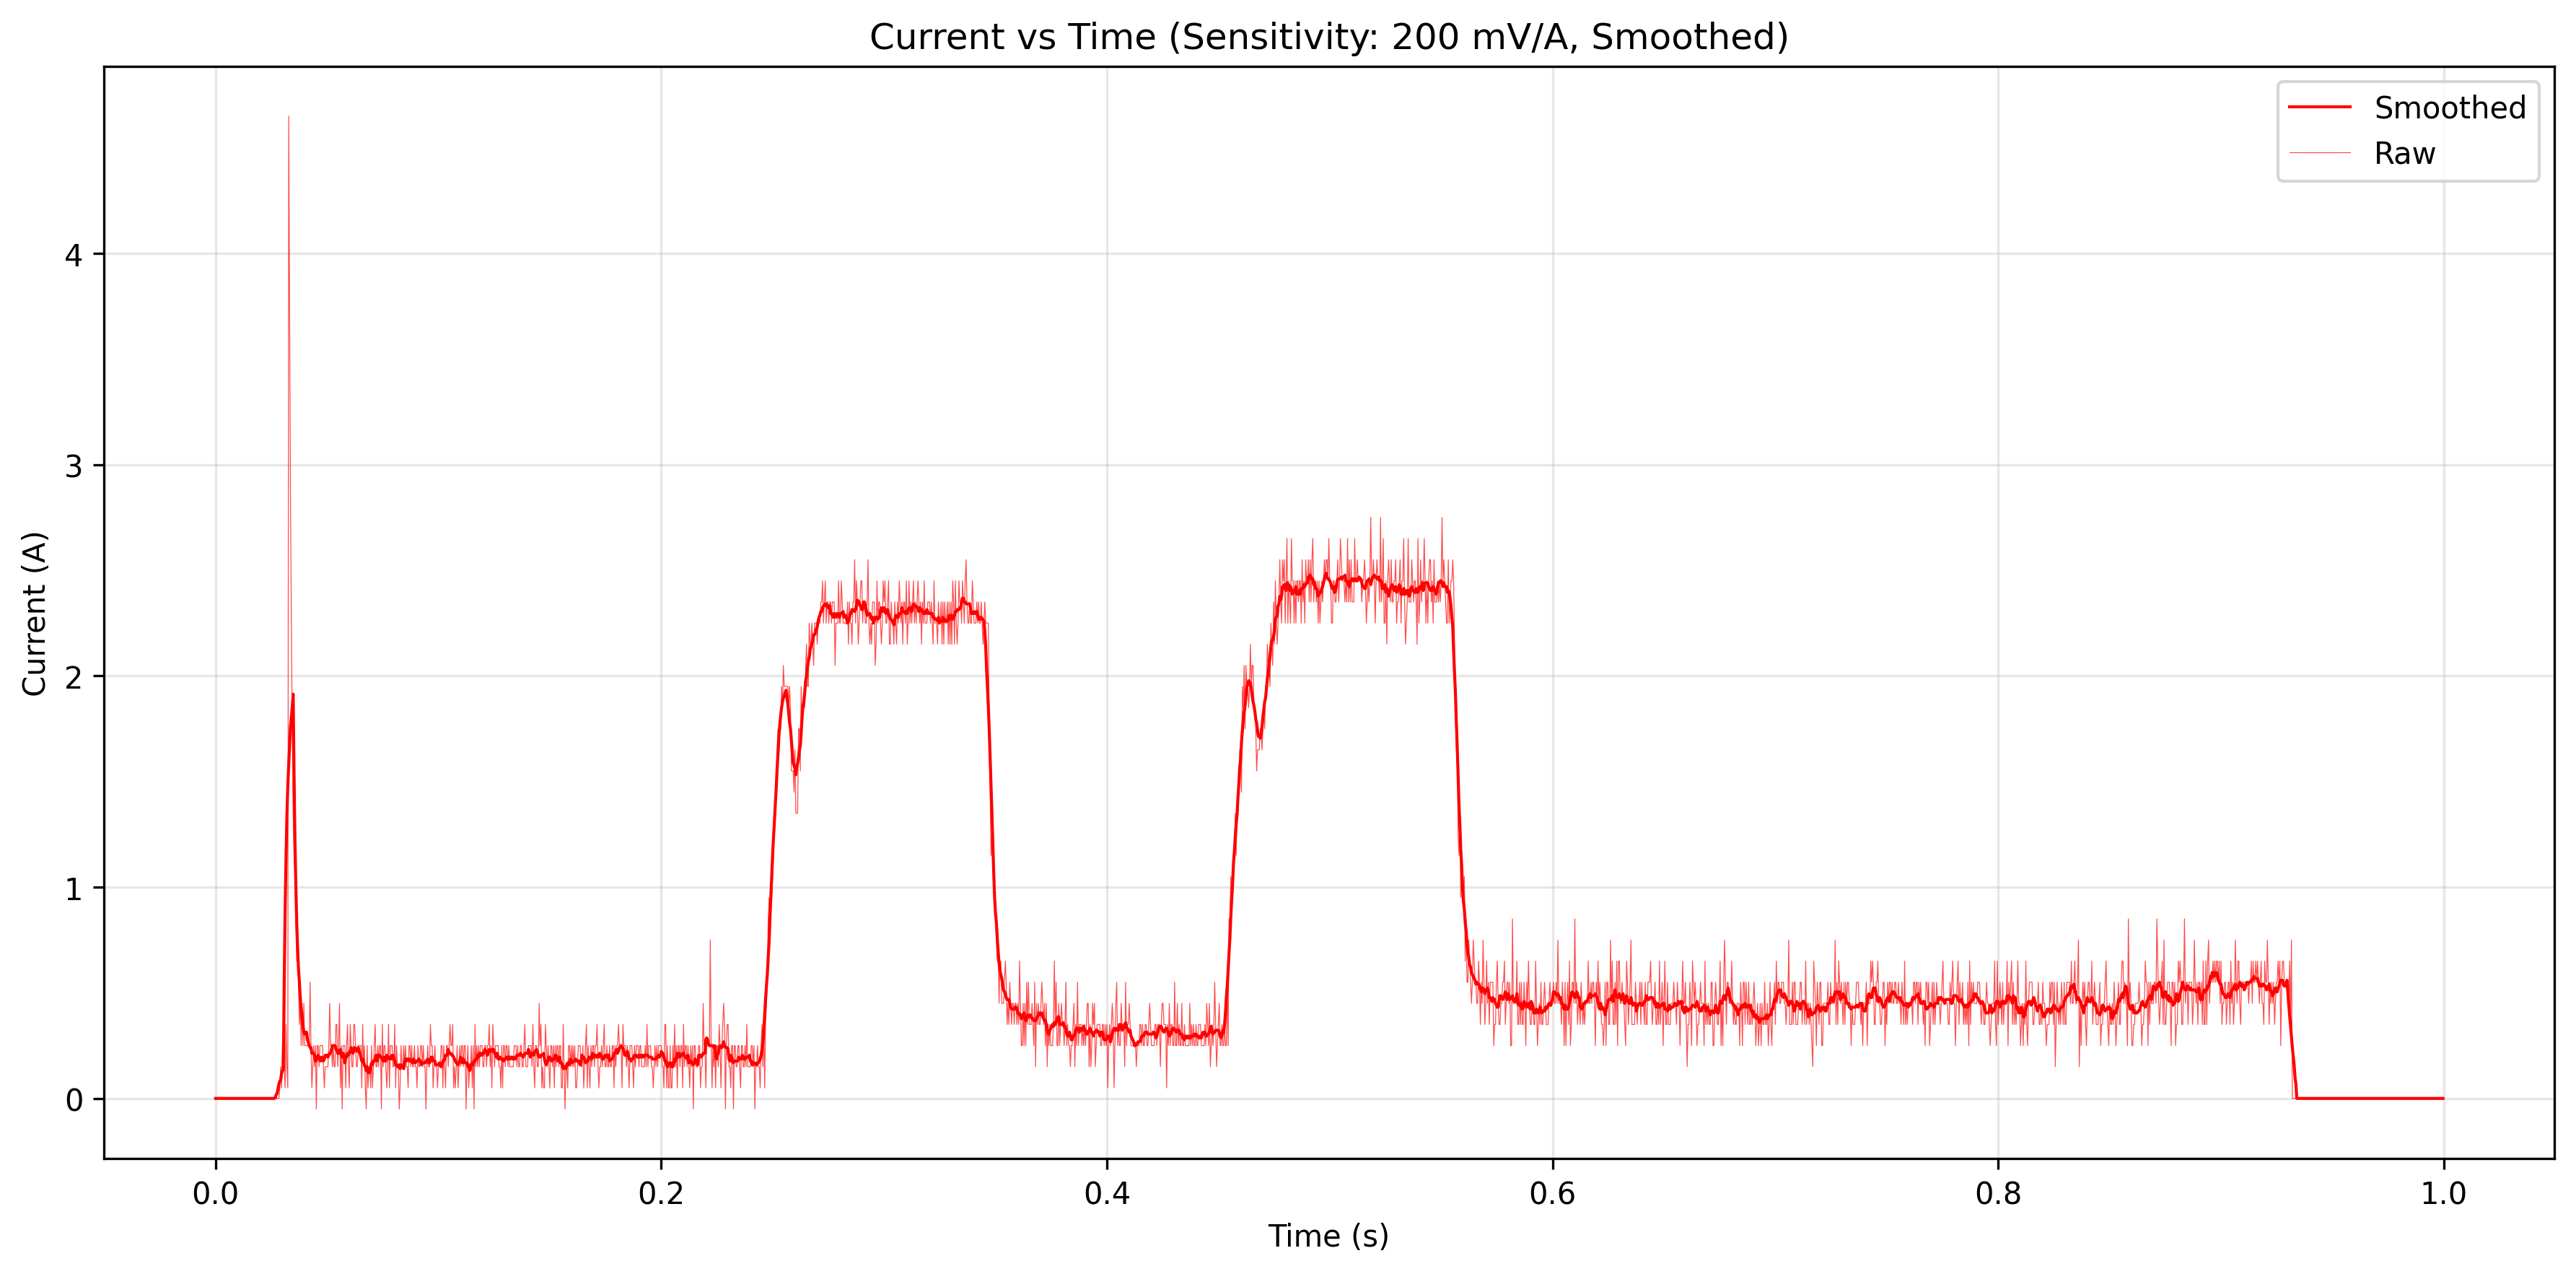 Current vs Time (Sensitivity: 200 mV/A, Smoothed)
Smoothed
Raw
Current (A)
4
3
2
1
0
0.0 0.2 0.4 0.6 0.8 1.0
Time (s)